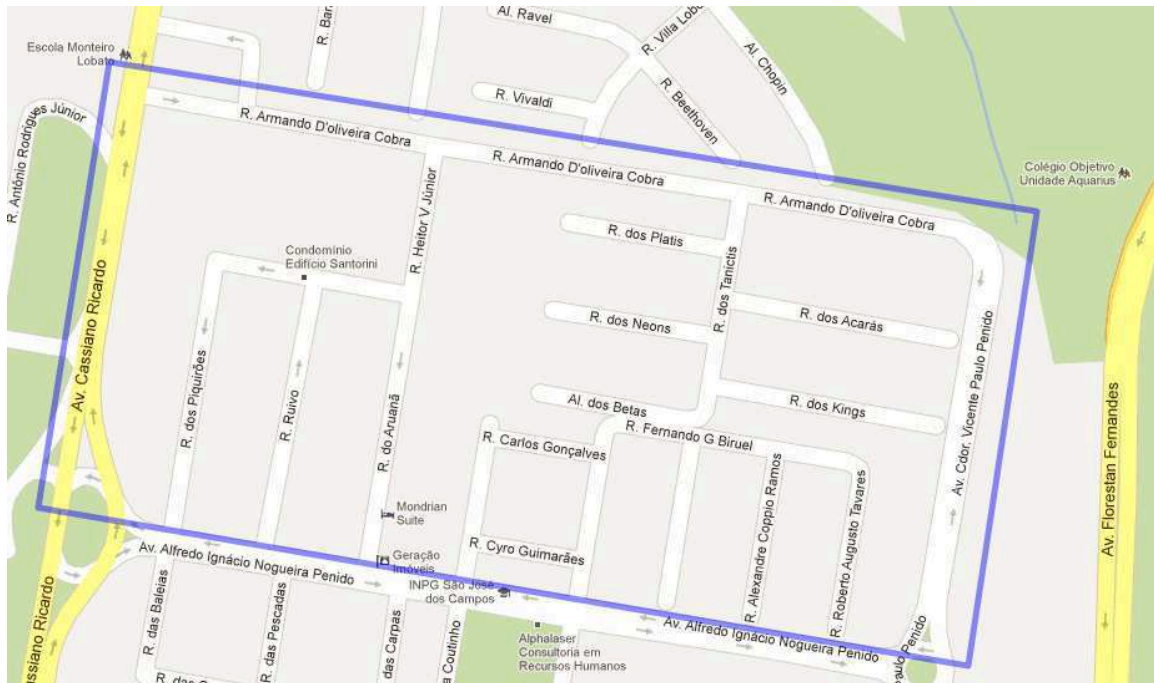 Al. Ravel
R. Bar
R. Villa Lobo
Al. Chopin
Escola Monteiro
Lobato
R. Vivaldi
R. Beethoven
R. Antônio Rodrigues Júnior
R. Armando D'oliveira Cobra
R. Armando D'oliveira Cobra
R. Armando D'oliveira Cobra
Colégio Objetivo
Unidade Aquarius
R. Heitor V Júnior
R. dos Platis
Condomínio
Edifício Santorini
R. dos Tanictis
R. dos Neons
R. dos Acarás
Av. Cassiano Ricardo
R. dos Piquirões
R. Ruivo
R. do Aruanã
Al. dos Betas
R. dos Kings
Av. Cdor. Vicente Paulo Penido
Av. Florestan Fernandes
R. Carlos Gonçalves
R. Fernando G Biruel
R. Alexandre Coppio Ramos
R. Roberto Augusto Tavares
Mondrian
Suite
R. Cyro Guimarães
Av. Alfredo Ignácio Nogueira Penido
Geração
Imóveis
INPG São José
dos Campos
R. das Baleias
R. das Pescadas
das Carpas
a Coutinho
Alphalaser
Consultoria em
Recursos Humanos
Av. Alfredo Ignácio Nogueira Penido
aulo Penido
assiano Ricardo
R. das